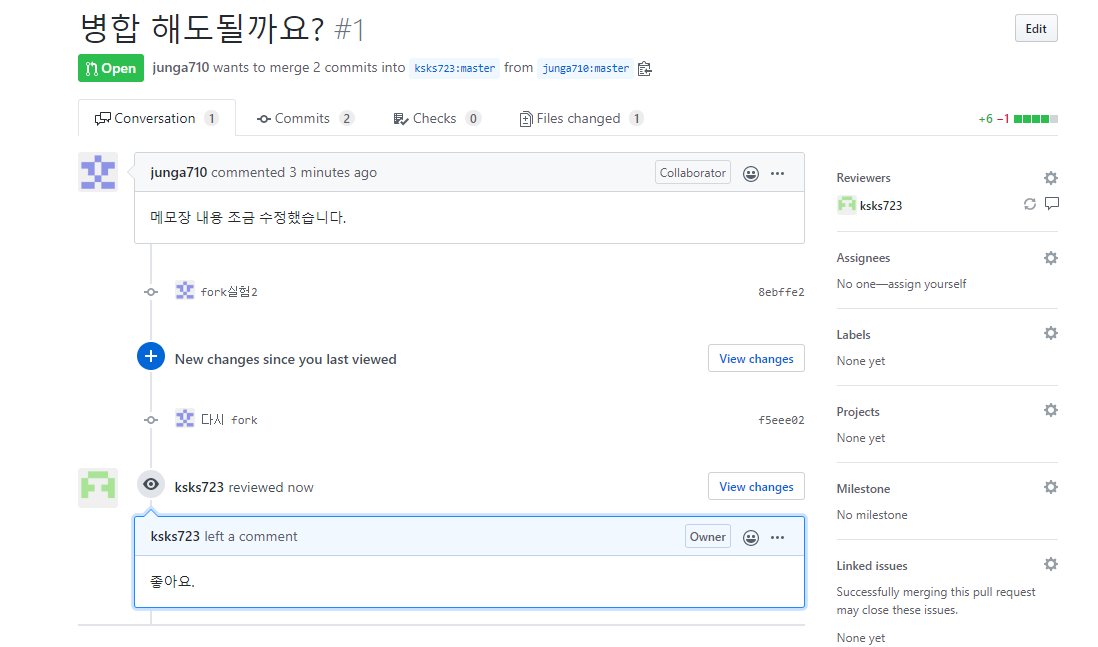 병합 해도될까요? #1
Edit
Open junga710 wants to merge 2 commits into ksks723:master from junga710:master
Conversation 1 Commits 2 Checks 0 Files changed 1 +6 −1
junga710 commented 3 minutes ago Collaborator
메모장 내용 조금 수정했습니다.
fork실험2 8ebffe2
New changes since you last viewed View changes
다시 fork f5eee02
ksks723 reviewed now View changes
ksks723 left a comment Owner
좋아요.
Reviewers
ksks723
Assignees
No one—assign yourself
Labels
None yet
Projects
None yet
Milestone
No milestone
Linked issues
Successfully merging this pull request
may close these issues.
None yet